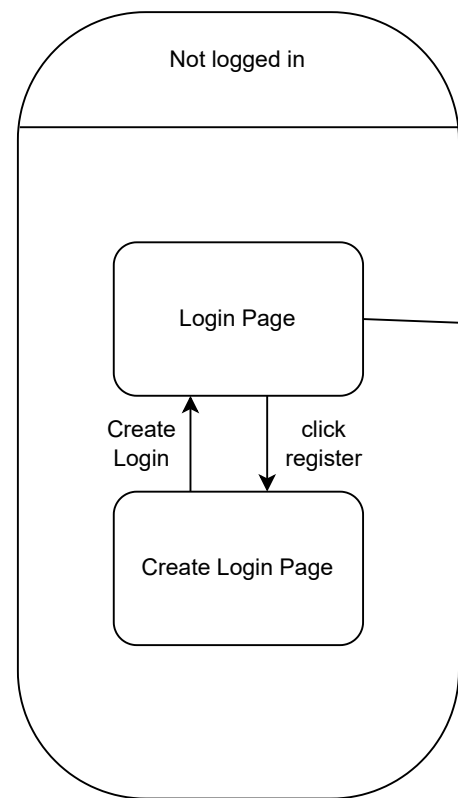 Not logged in
Login Page
Create
Login
click
register
Create Login Page